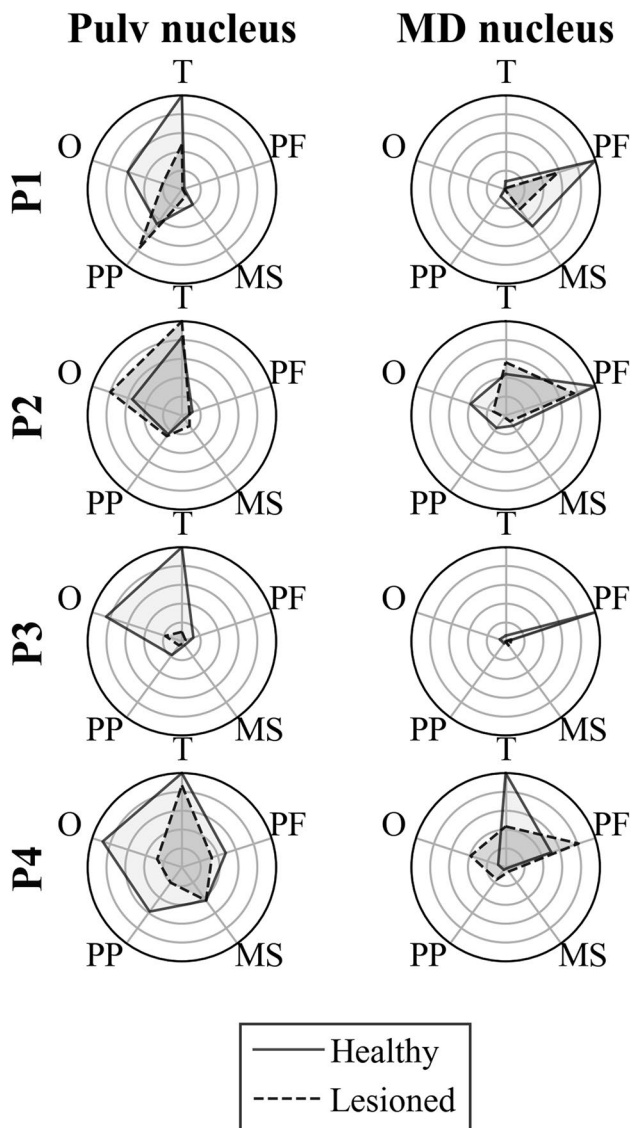 Pulv nucleus MD nucleus
T T
O PF O PF
P1
PP MS PP MS
T T
O PF O PF
P2
PP MS PP MS
T T
O PF O PF
P3
PP MS PP MS
T T
O PF O PF
P4
PP MS PP MS
Healthy
Lesioned